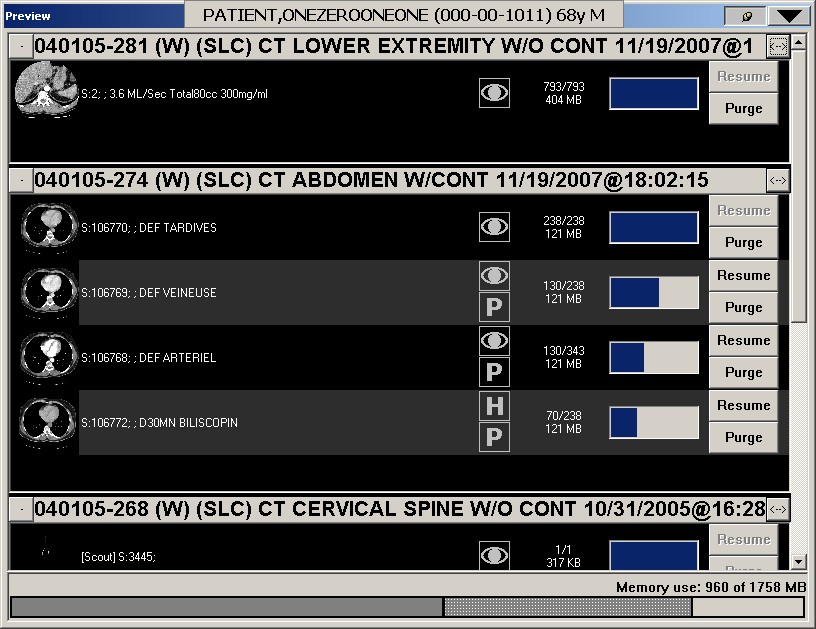 Preview
PATIENT,ONEZEROONEONE (000-00-1011) 68y M
040105-281 (W) (SLC) CT LOWER EXTREMITY W/O CONT 11/19/2007@1
S:2; ; 3.6 ML/Sec Total80cc 300mg/ml
793/793
404 MB
Resume
Purge
040105-274 (W) (SLC) CT ABDOMEN W/CONT 11/19/2007@18:02:15
S:106770; ; DEF TARDIVES
238/238
121 MB
Resume
Purge
S:106769; ; DEF VEINEUSE
P
130/238
121 MB
Resume
Purge
S:106768; ; DEF ARTERIEL
P
130/343
121 MB
Resume
Purge
S:106772; ; D30MN BILISCOPIN
H
P
70/238
121 MB
Resume
Purge
040105-268 (W) (SLC) CT CERVICAL SPINE W/O CONT 10/31/2005@16:28
[Scout] S:3445;
1/1
317 KB
Resume
Memory use: 960 of 1758 MB